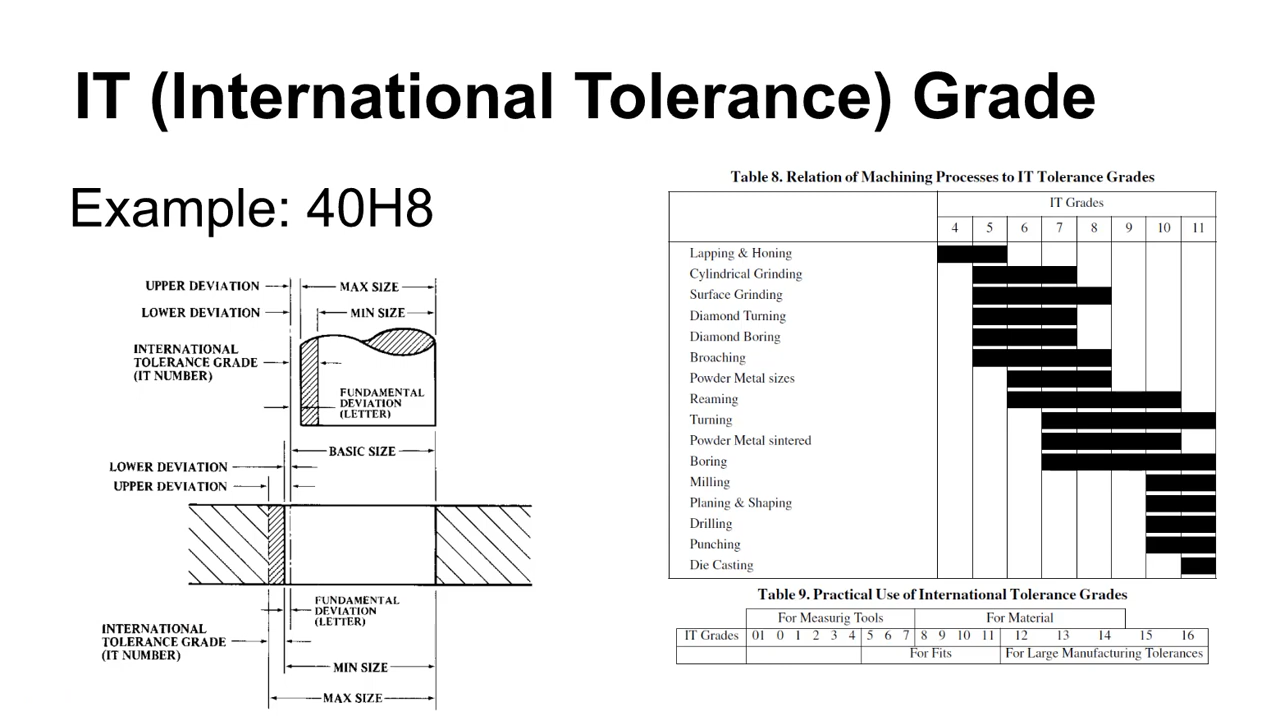 IT (International Tolerance) Grade
Example: 40H8
UPPER DEVIATION
MAX SIZE
LOWER DEVIATION
MIN SIZE
INTERNATIONAL
TOLERANCE GRADE
(IT NUMBER)
FUNDAMENTAL
DEVIATION
(LETTER)
BASIC SIZE
LOWER DEVIATION
UPPER DEVIATION
FUNDAMENTAL
DEVIATION
(LETTER)
INTERNATIONAL
TOLERANCE GRADE
(IT NUMBER)
MIN SIZE
MAX SIZE
Table 8. Relation of Machining Processes to IT Tolerance Grades
IT Grades
4 5 6 7 8 9 10 11
Lapping & Honing
Cylindrical Grinding
Surface Grinding
Diamond Turning
Diamond Boring
Broaching
Powder Metal sizes
Reaming
Turning
Powder Metal sintered
Boring
Milling
Planing & Shaping
Drilling
Punching
Die Casting
Table 9. Practical Use of International Tolerance Grades
For Measurig Tools For Material
IT Grades 01 0 1 2 3 4 5 6 7 8 9 10 11 12 13 14 15 16
For Fits For Large Manufacturing Tolerances